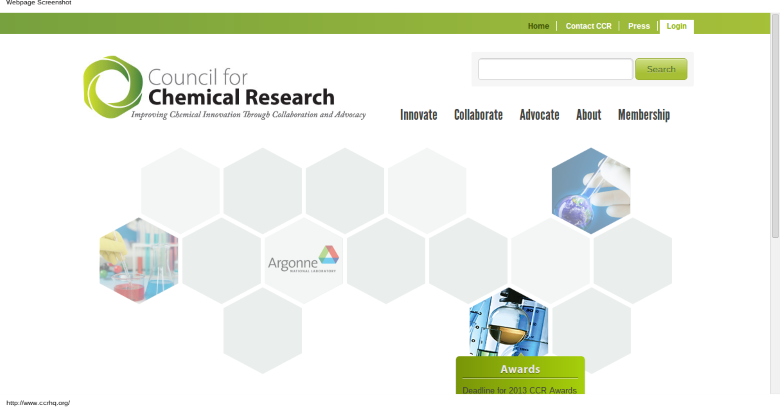 Webpage Screenshot
Home Contact CCR Press Login
Council for
Chemical Research
Improving Chemical Innovation Through Collaboration and Advocacy
Search
Innovate Collaborate Advocate About Membership
Argonne
NATIONAL LABORATORY
Awards
Deadline for 2013 CCR Awards
http://www.ccrhq.org/